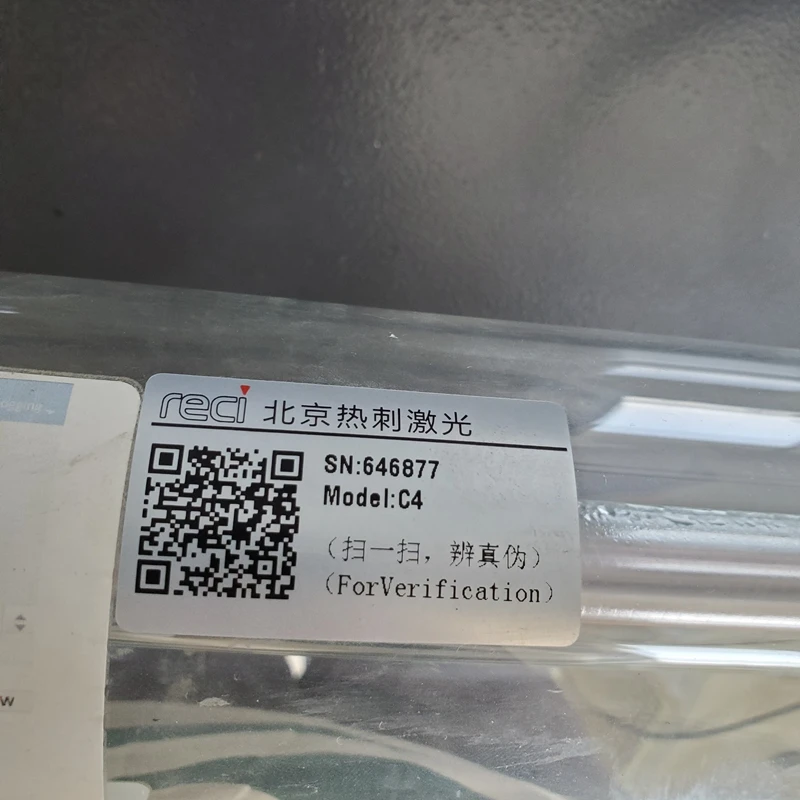 reci 北京热刺激光
SN:646877
Model:C4
(扫一扫，辨真伪)
(ForVerification)
w